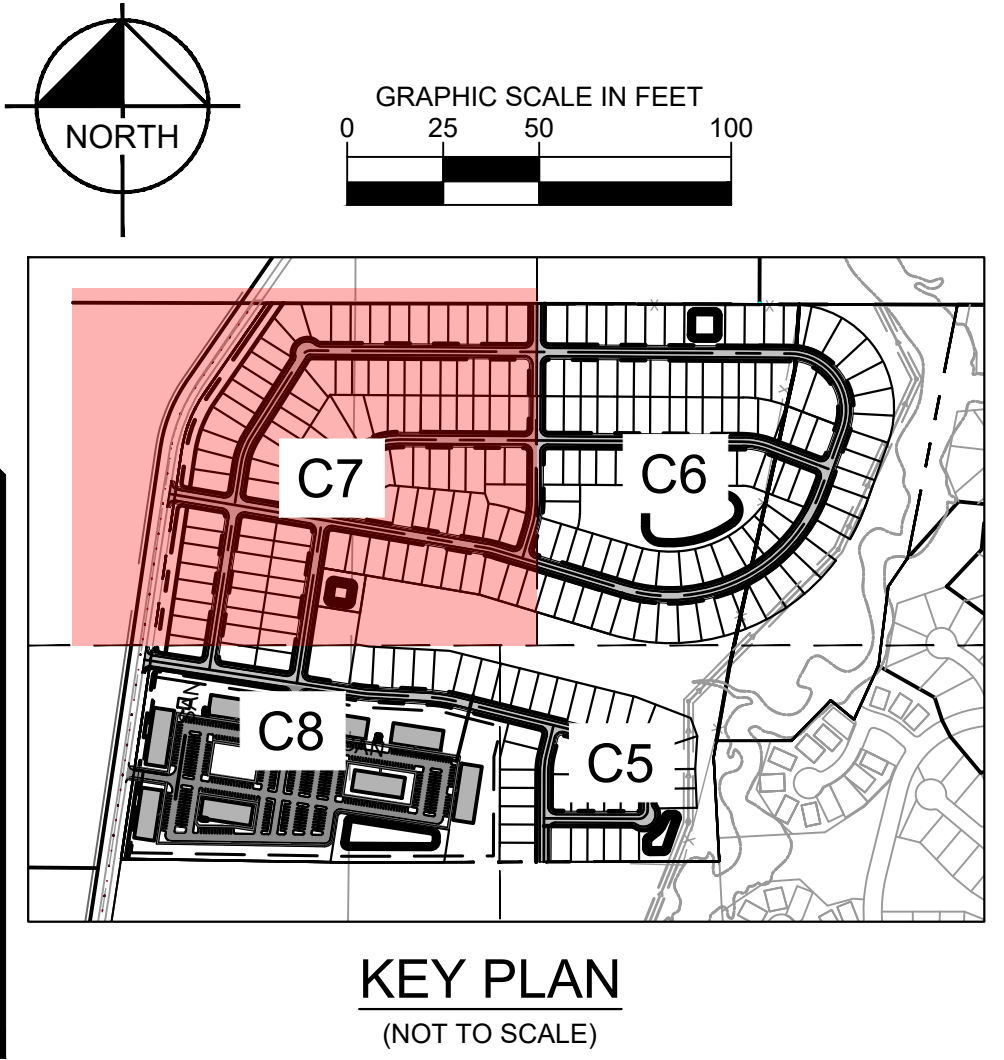 NORTH
GRAPHIC SCALE IN FEET
0 25 50 100
C7
C6
C8
C5
KEY PLAN
(NOT TO SCALE)